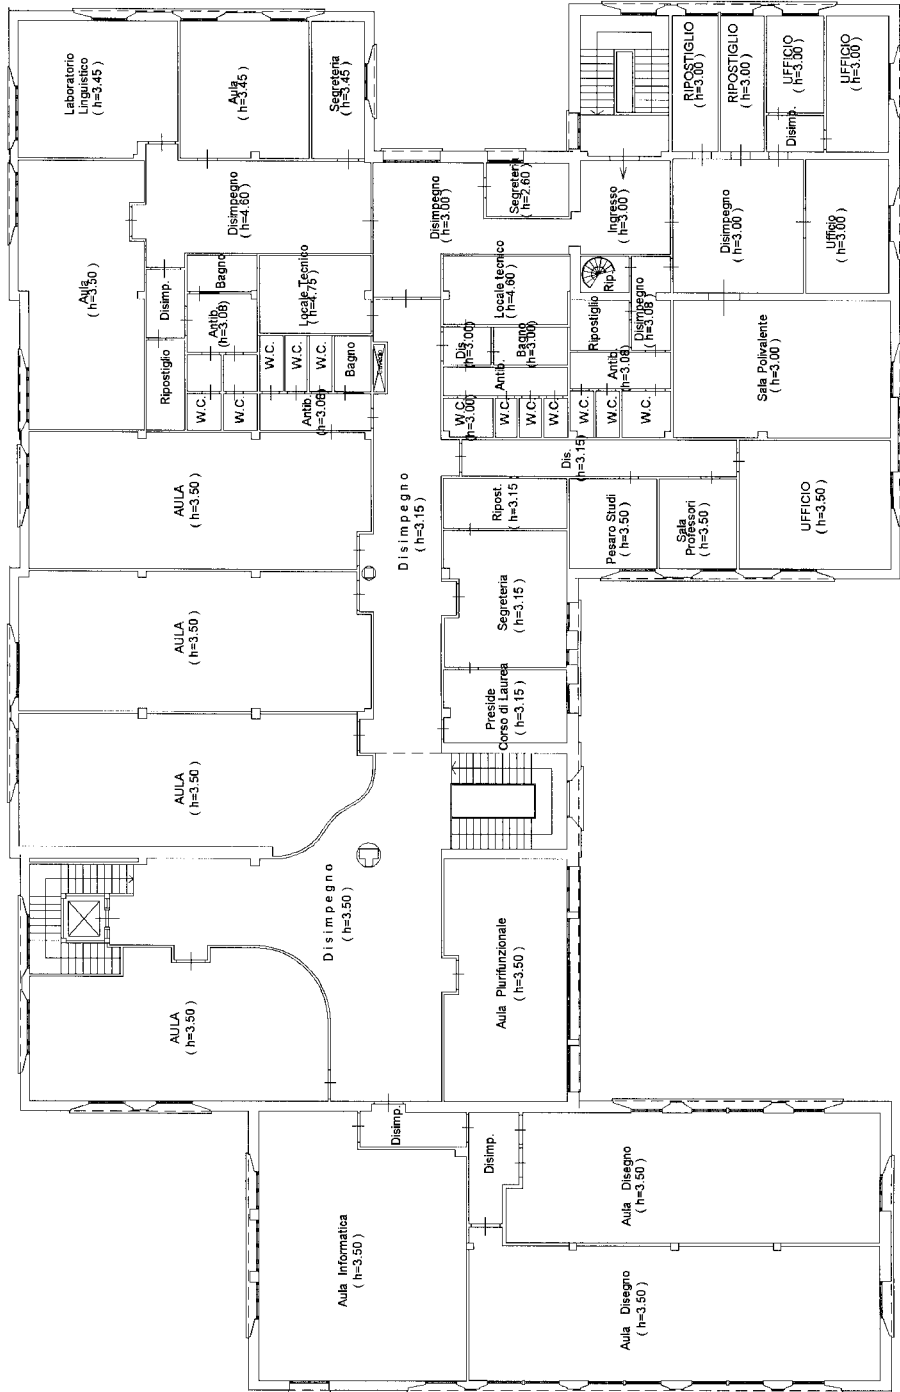 Laboratorio
Linguistico
( h=3.45 )
Aula
( h=3.45 )
Segreteria
( h=3.45 )
RIPOSTIGLIO
( h=3.00 )
RIPOSTIGLIO
( h=3.00 )
UFFICIO
( h=3.00 )
UFFICIO
( h=3.00 )
Disimp.
Aula
( h=3.50 )
Disimpegno
( h=4.60 )
Disimpegno
( h=3.00 )
Segreteria
( h=2.60 )
Ingresso
( h=3.00 )
Disimpegno
( h=3.00 )
Ufficio
( h=3.00 )
Disimp.
Bagno
Antib.
( h=3.08 )
Locale Tecnico
( h=4.75 )
Locale tecnico
( h=4.60 )
Rip.
Ripostiglio
Disimpegno
( h=3.08 )
Ripostiglio
W.C.
W.C.
W.C.
Bagno
Dis.
( h=3.00 )
Bagno
( h=3.00 )
Antib.
Antib.
( h=3.08 )
Sala Polivalente
( h=3.00 )
W.C.
W.C.
Antib.
( h=3.08 )
W.C.
( h=3.00 )
W.C.
W.C.
W.C.
W.C.
W.C.
W.C.
AULA
( h=3.50 )
Disimpegno
( h=3.15 )
Dis.
( h=3.15 )
Ripost.
( h=3.15
Pesaro Studi
( h=3.50 )
Sala
Professori
( h=3.50 )
UFFICIO
( h=3.50 )
AULA
( h=3.50 )
Segreteria
( h=3.15 )
Preside
Corso di Laurea
( h=3.15 )
AULA
( h=3.50 )
Disimpegno
( h=3.50 )
Aula Plurifunzionale
( h=3.50 )
AULA
( h=3.50 )
Disimp.
Disimp.
Aula Informatica
( h=3.50 )
Aula Disegno
( h=3.50 )
Aula Disegno
( h=3.50 )